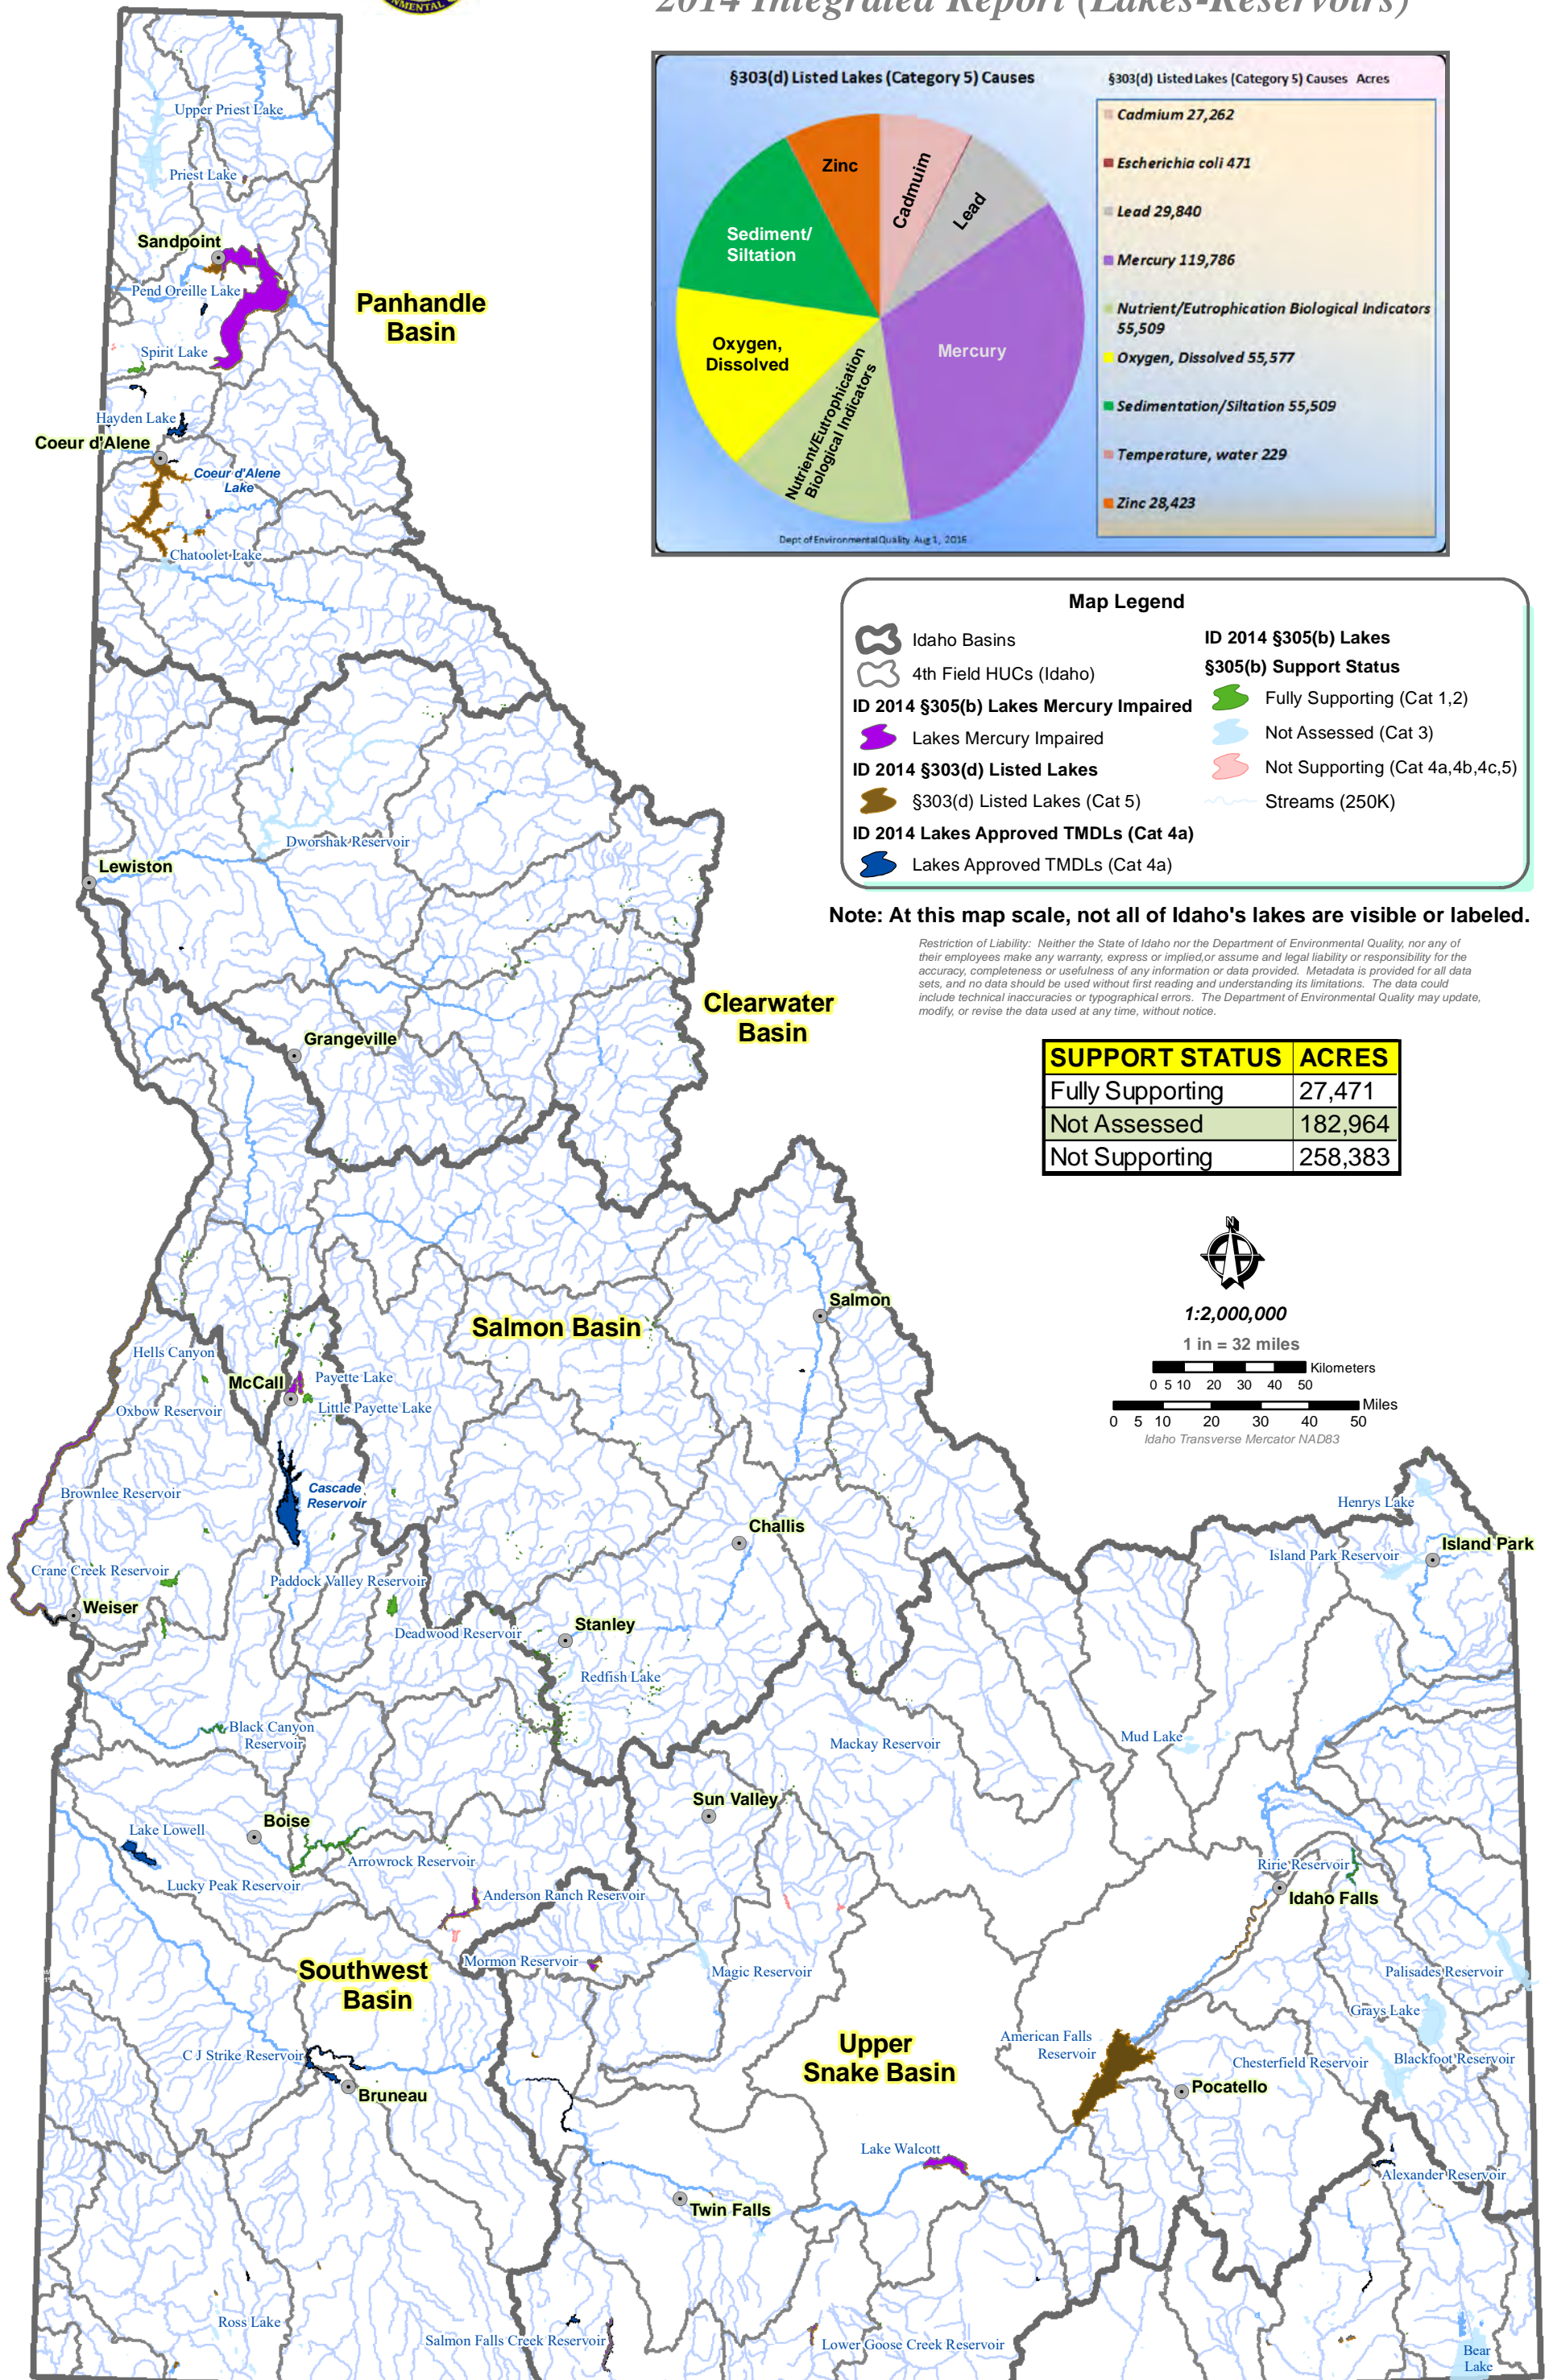 NMENTAL
2014 Integrated Report (Lakes-Reservoirs)
§303(d) Listed Lakes (Category 5) Causes
Zinc
Cadmuim
Lead
Sediment/
Siltation
Mercury
Oxygen,
Dissolved
Nutrient/Eutrophication
Biological Indicators
Dept of Environmental Quality Aug 1, 2016
§303(d) Listed Lakes (Category 5) Causes Acres
Cadmium 27,262
Escherichia coli 471
Lead 29,840
Mercury 119,786
Nutrient/Eutrophication Biological Indicators
55,509
Oxygen, Dissolved 55,577
Sedimentation/Siltation 55,509
Temperature, water 229
Zinc 28,423
Map Legend
Idaho Basins
4th Field HUCs (Idaho)
ID 2014 §305(b) Lakes Mercury Impaired
Lakes Mercury Impaired
ID 2014 §303(d) Listed Lakes
§303(d) Listed Lakes (Cat 5)
ID 2014 Lakes Approved TMDLs (Cat 4a)
Lakes Approved TMDLs (Cat 4a)
ID 2014 §305(b) Lakes
§305(b) Support Status
Fully Supporting (Cat 1,2)
Not Assessed (Cat 3)
Not Supporting (Cat 4a,4b,4c,5)
Streams (250K)
Note: At this map scale, not all of Idaho's lakes are visible or labeled.
Restriction of Liability: Neither the State of Idaho nor the Department of Environmental Quality, nor any of
their employees make any warranty, express or implied,or assume and legal liability or responsibility for the
accuracy, completeness or usefulness of any information or data provided. Metadata is provided for all data
sets, and no data should be used without first reading and understanding its limitations. The data could
include technical inaccuracies or typographical errors. The Department of Environmental Quality may update,
modify, or revise the data used at any time, without notice.
SUPPORT STATUS ACRES
Fully Supporting 27,471
Not Assessed 182,964
Not Supporting 258,383
N
1:2,000,000
1 in = 32 miles
Kilometers
0 5 10 20 30 40 50
Miles
0 5 10 20 30 40 50
Idaho Transverse Mercator NAD83
Upper Priest Lake
Priest Lake
Sandpoint
Pend Oreille Lake
Panhandle
Basin
Spirit Lake
Hayden Lake
Coeur d'Alene
Coeur d'Alene
Lake
Chatoolet Lake
Dworshak Reservoir
Lewiston
Clearwater
Basin
Grangeville
Salmon
Salmon Basin
Hells Canyon
McCall
Payette Lake
Little Payette Lake
Oxbow Reservoir
Brownlee Reservoir
Cascade
Reservoir
Henrys Lake
Challis
Island Park
Island Park Reservoir
Crane Creek Reservoir
Paddock Valley Reservoir
Weiser
Stanley
Deadwood Reservoir
Redfish Lake
Black Canyon
Reservoir
Mackay Reservoir
Mud Lake
Sun Valley
Boise
Lake Lowell
Arrowrock Reservoir
Ririe Reservoir
Lucky Peak Reservoir
Anderson Ranch Reservoir
Idaho Falls
Mormon Reservoir
Southwest
Basin
Magic Reservoir
Palisades Reservoir
Grays Lake
American Falls
Reservoir
Upper
Snake Basin
C J Strike Reservoir
Chesterfield Reservoir
Blackfoot Reservoir
Bruneau
Pocatello
Lake Walcott
Alexander Reservoir
Twin Falls
Ross Lake
Salmon Falls Creek Reservoir
Lower Goose Creek Reservoir
Bear
Lake